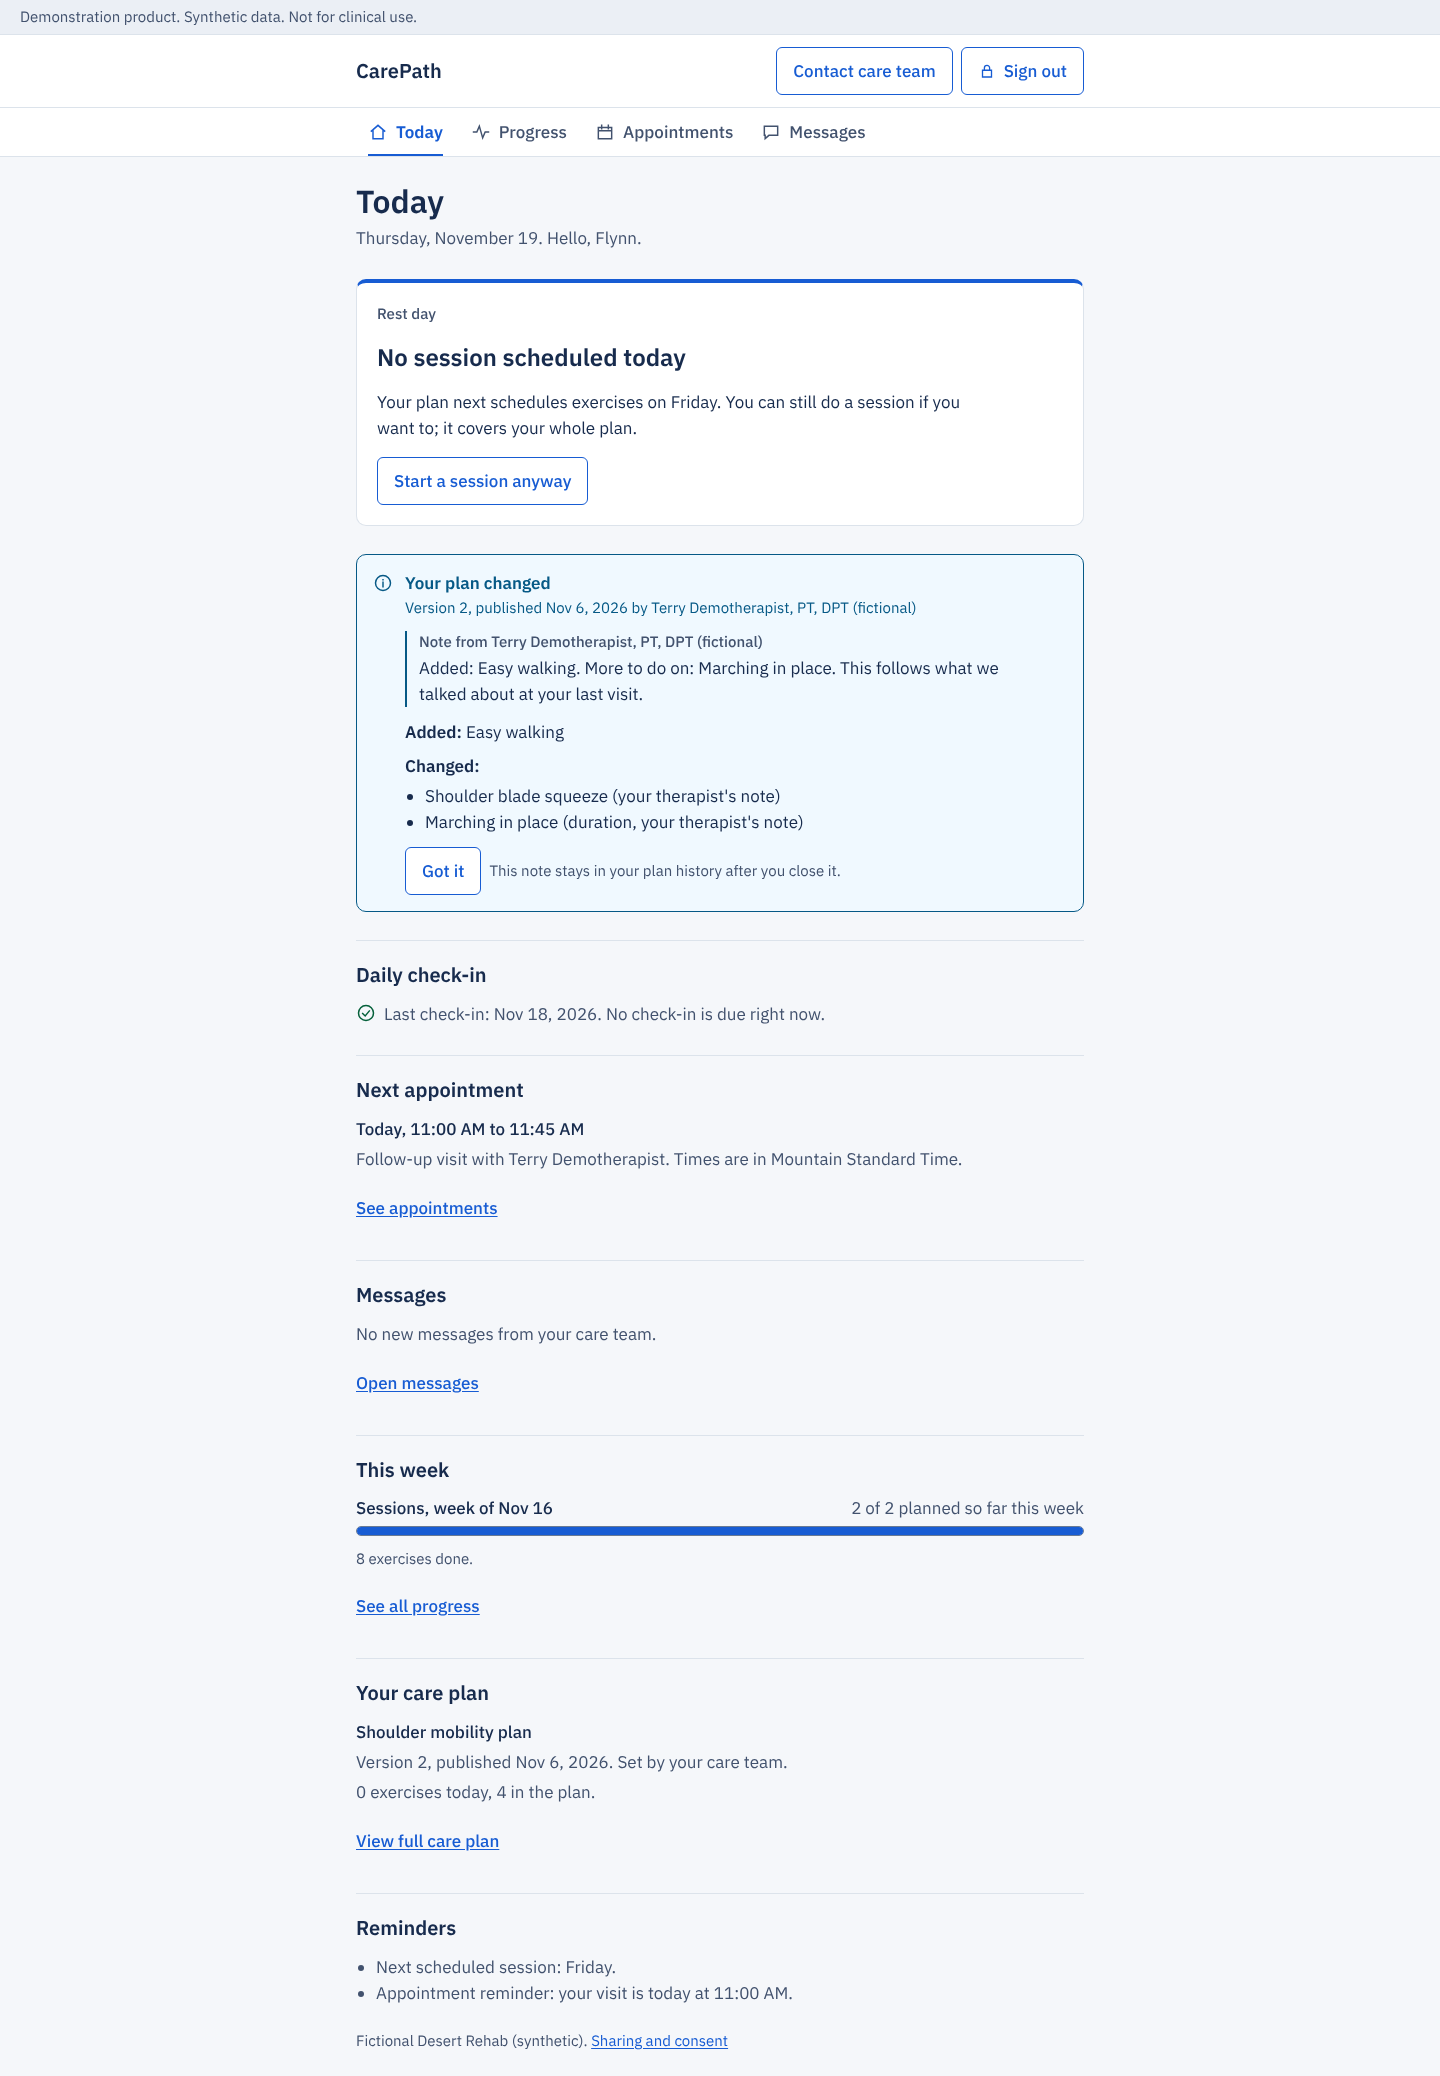 Demonstration product. Synthetic data. Not for clinical use.
CarePath
Contact care team
Sign out
Today
Progress
Appointments
Messages
Today
Thursday, November 19. Hello, Flynn.
Rest day
No session scheduled today
Your plan next schedules exercises on Friday. You can still do a session if you
want to; it covers your whole plan.
Start a session anyway
Your plan changed
Version 2, published Nov 6, 2026 by Terry Demotherapist, PT, DPT (fictional)
Note from Terry Demotherapist, PT, DPT (fictional)
Added: Easy walking. More to do on: Marching in place. This follows what we
talked about at your last visit.
Added: Easy walking
Changed:
Shoulder blade squeeze (your therapist's note)
Marching in place (duration, your therapist's note)
Got it
This note stays in your plan history after you close it.
Daily check-in
Last check-in: Nov 18, 2026. No check-in is due right now.
Next appointment
Today, 11:00 AM to 11:45 AM
Follow-up visit with Terry Demotherapist. Times are in Mountain Standard Time.
See appointments
Messages
No new messages from your care team.
Open messages
This week
Sessions, week of Nov 16
2 of 2 planned so far this week
8 exercises done.
See all progress
Your care plan
Shoulder mobility plan
Version 2, published Nov 6, 2026. Set by your care team.
0 exercises today, 4 in the plan.
View full care plan
Reminders
Next scheduled session: Friday.
Appointment reminder: your visit is today at 11:00 AM.
Fictional Desert Rehab (synthetic). Sharing and consent